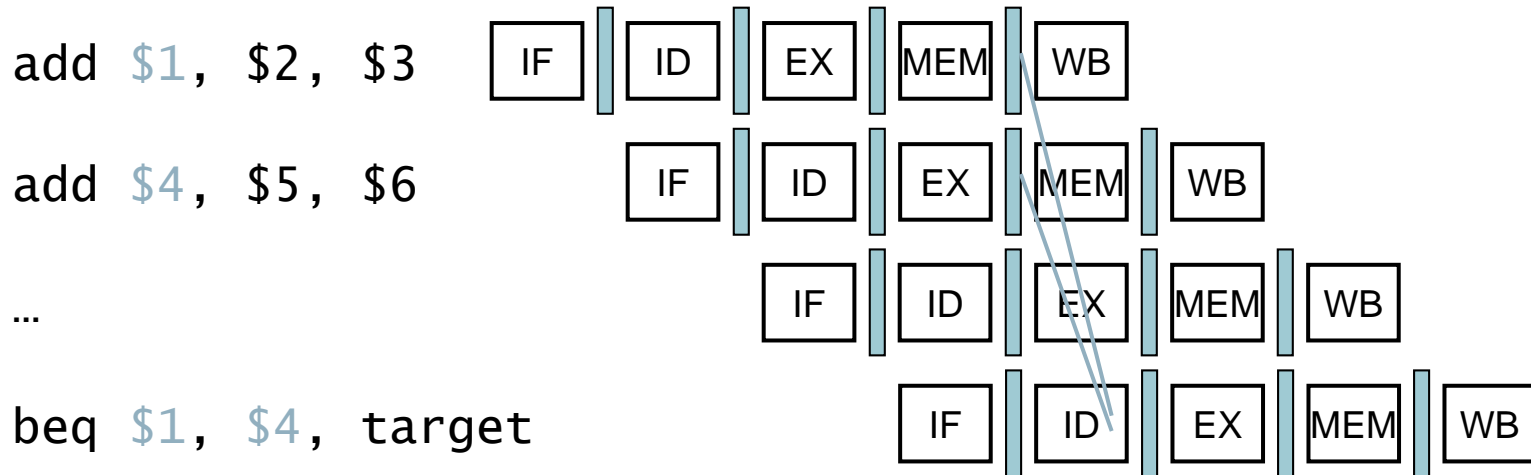 add $1, $2, $3 IF ID EX MEM WB
add $4, $5, $6 IF ID EX MEM WB
… IF ID EX MEM WB
beq $1, $4, target IF ID EX MEM WB